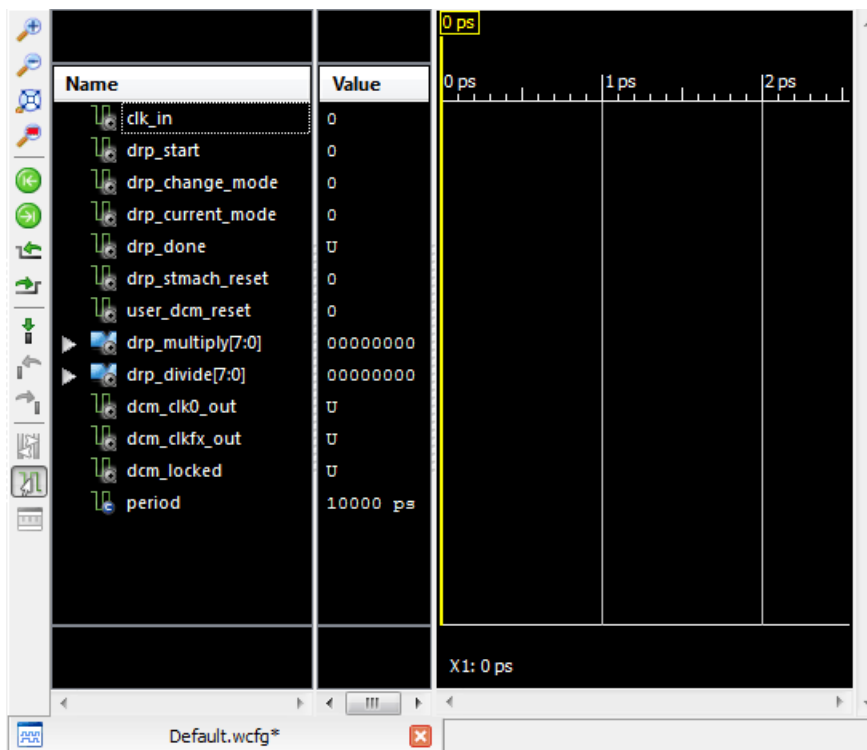 0 ps
Name Value 0 ps 1 ps 2 ps
clk_in 0
drp_start 0
drp_change_mode 0
drp_current_mode 0
drp_done U
drp_stmach_reset 0
user_dcm_reset 0
drp_multiply[7:0] 00000000
drp_divide[7:0] 00000000
dcm_clk0_out U
dcm_clkfx_out U
dcm_locked U
period 10000 ps
X1: 0 ps
Default.wcfg*